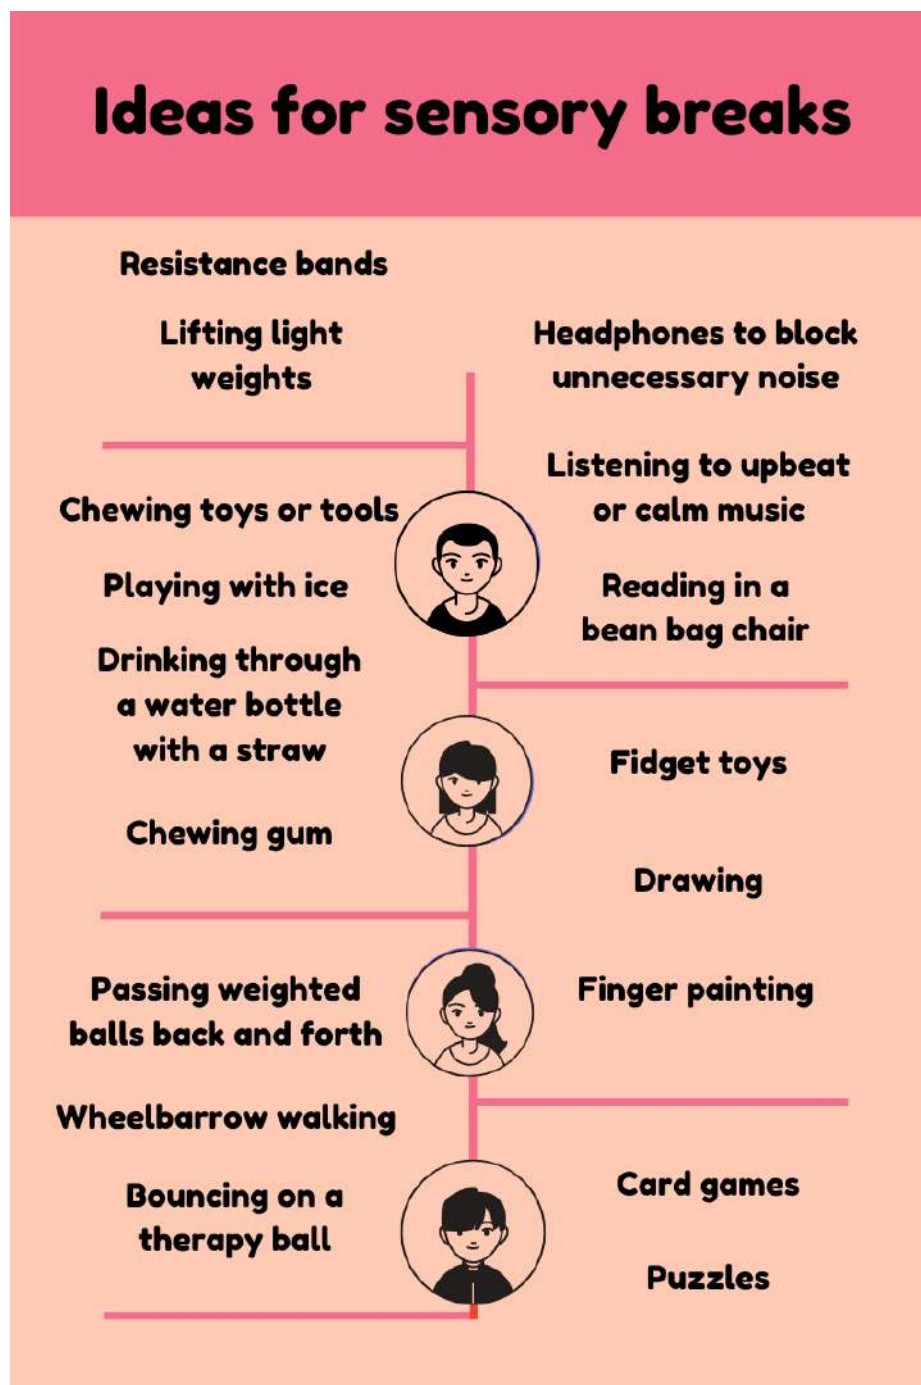 Ideas for sensory breaks
Resistance bands
Lifting light
weights
Chewing toys or tools
Playing with ice
Drinking through
a water bottle
with a straw
Chewing gum
Passing weighted
balls back and forth
Wheelbarrow walking
Bouncing on a
therapy ball
Headphones to block
unnecessary noise
Listening to upbeat
or calm music
Reading in a
bean bag chair
Fidget toys
Drawing
Finger painting
Card games
Puzzles